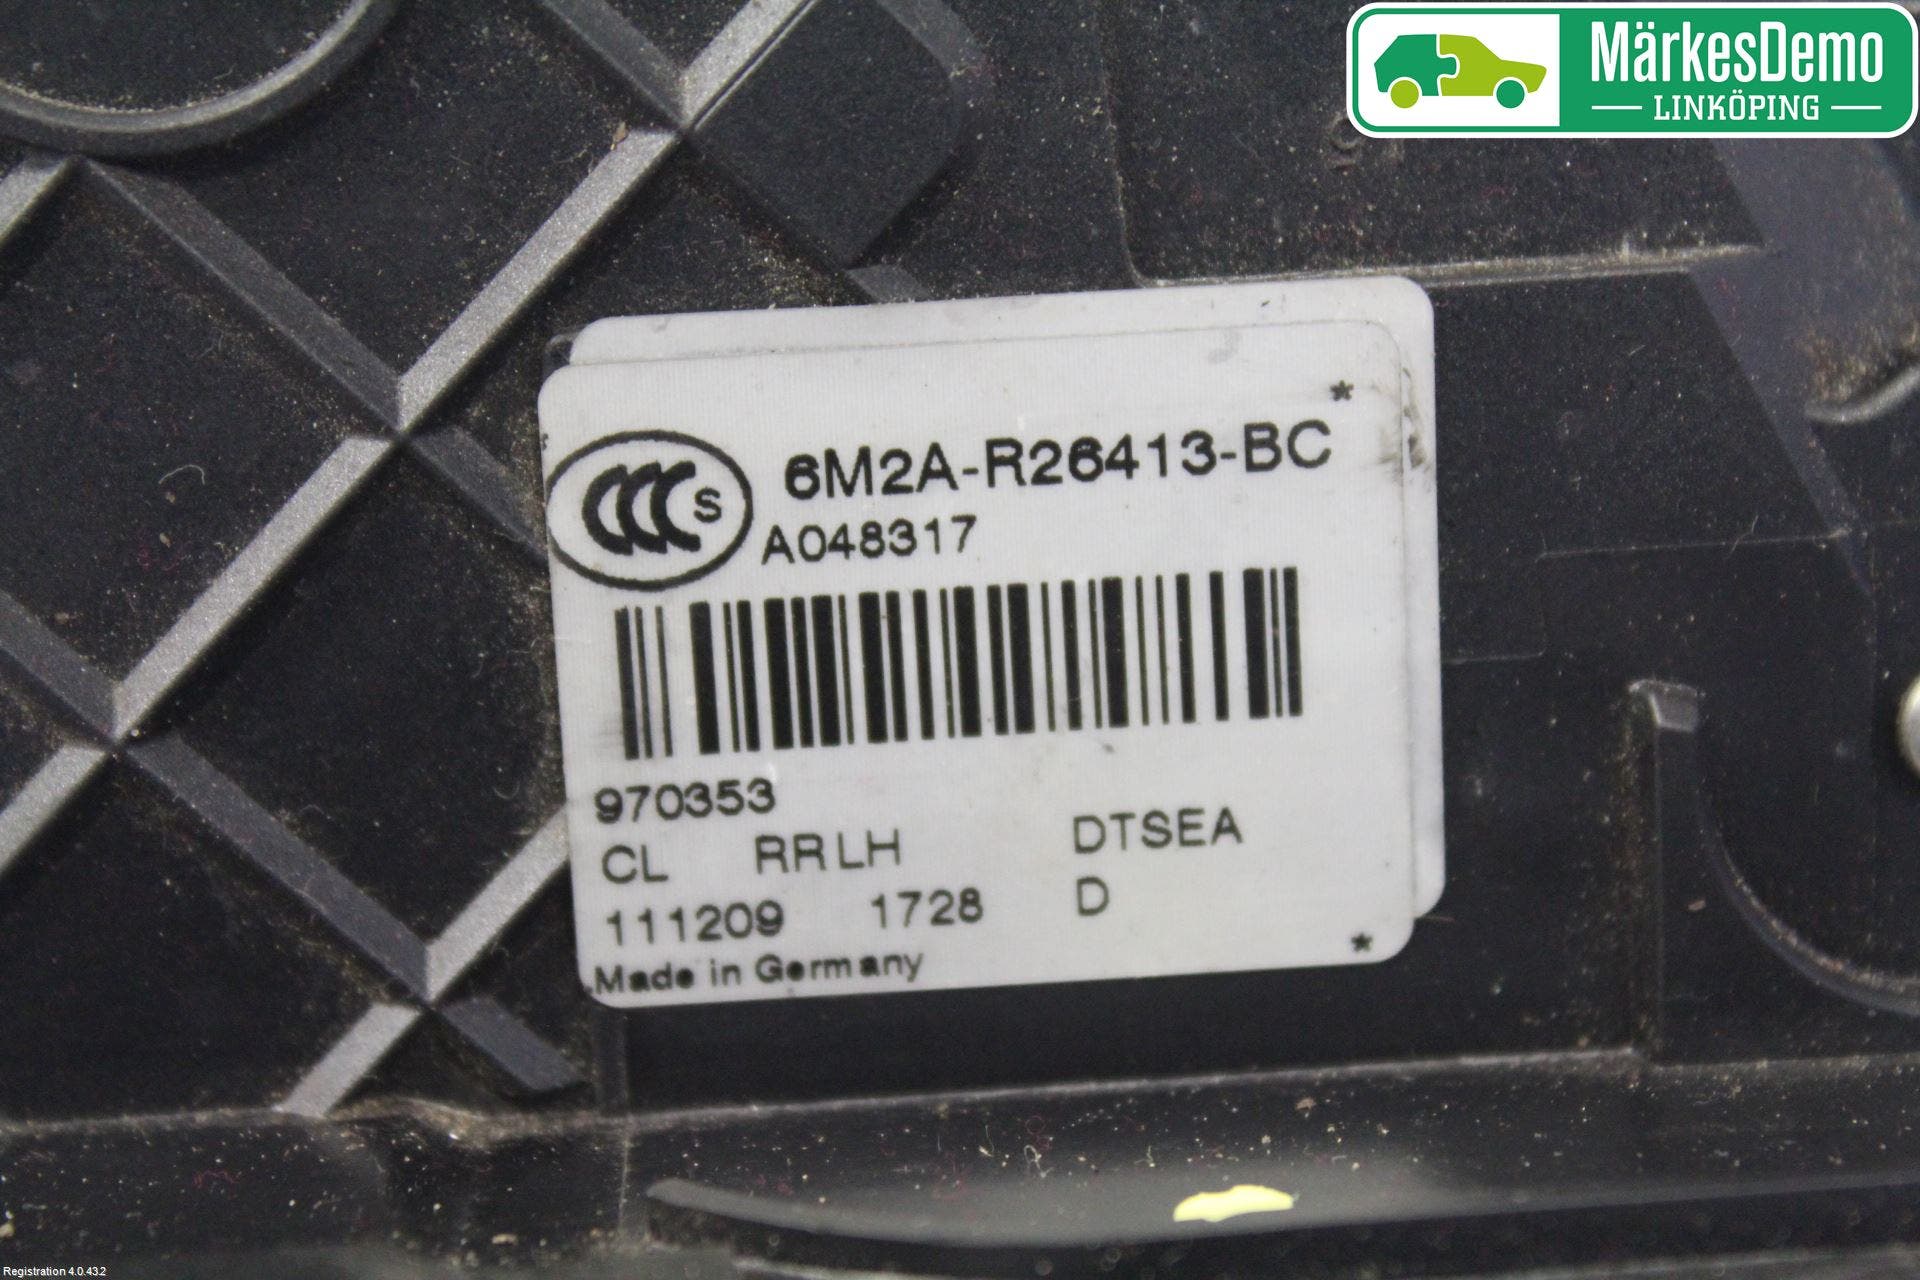 MärkesDemo
LINKÖPING
*
6M2A-R26413-BC
S
A048317
970353
CL RR LH DTSEA
111209 1728 D
Made in Germany
*
Registration 4.0.43.2